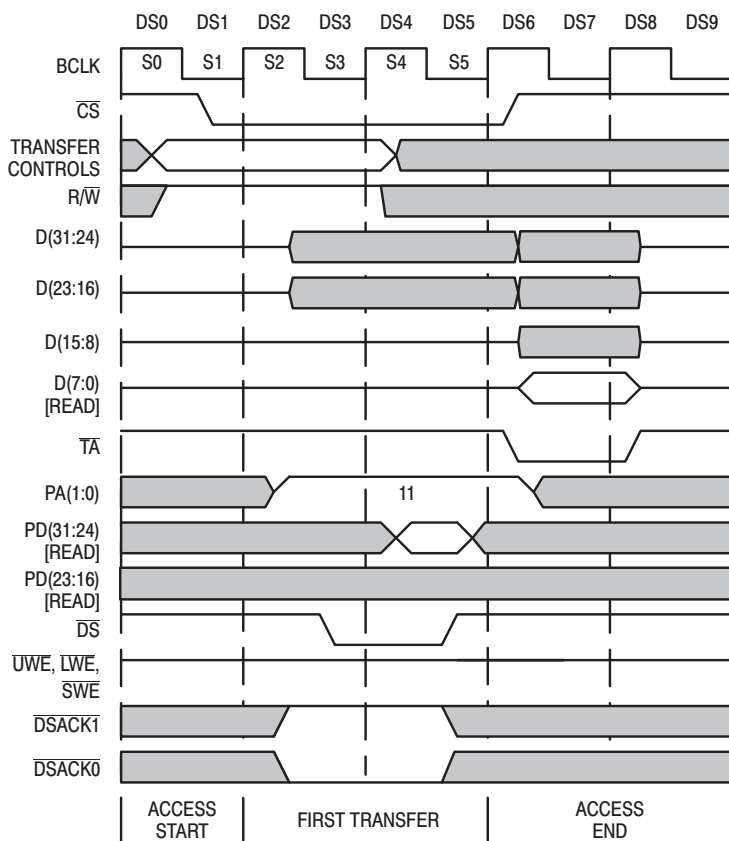 DS0 DS1 DS2 DS3 DS4 DS5 DS6 DS7 DS8 DS9
BCLK S0 S1 S2 S3 S4 S5
CS
TRANSFER
CONTROLS
R/W
D(31:24)
D(23:16)
D(15:8)
D(7:0)
[READ]
TA
PA(1:0) 11
PD(31:24)
[READ]
PD(23:16)
[READ]
DS
UWE, LWE,
SWE
DSACK1
DSACK0
ACCESS
START
FIRST TRANSFER
ACCESS
END